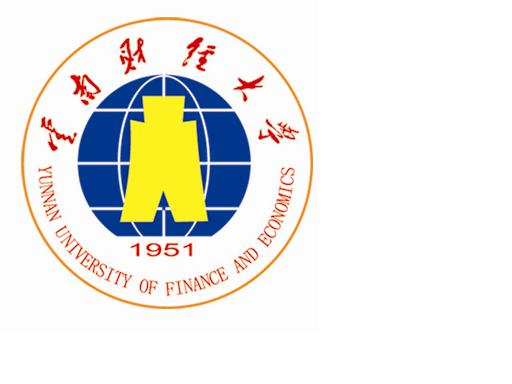 云南财经大学
1951
YUNNAN UNIVERSITY OF FINANCE AND ECONOMICS